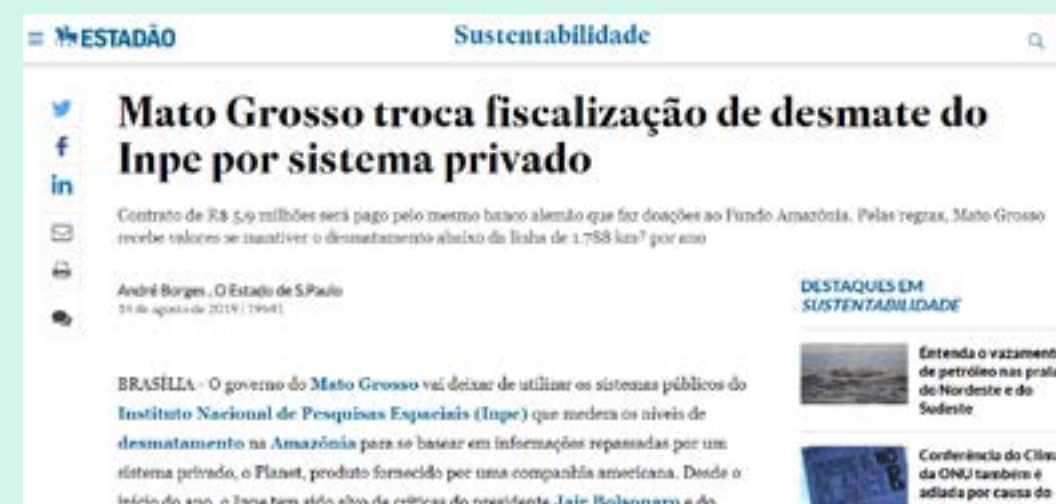 ESTADÃO
Sustentabilidade
Mato Grosso troca fiscalização de desmate do
Inpe por sistema privado
Contrato de R$ 5,9 milhões será pago pelo mesmo banco alemão que faz doações ao Fundo Amazônia. Pelas regras, Mato Grosso
recebe valores se mantiver o desmatamento abaixo da linha de 1.788 km² por ano
André Borges, O Estado de S.Paulo
14 de agosto de 2019 |
BRASÍLIA - O governo do Mato Grosso vai deixar de utilizar os sistemas públicos do
Instituto Nacional de Pesquisas Espaciais (Inpe) que medem os níveis de
desmatamento na Amazônia para se basear em informações repassadas por um
sistema privado, o Planet, produto fornecido por uma companhia americana. Desde o
início do ano, o Inpe tem sido alvo de críticas do presidente Jair Bolsonaro e do
DESTAQUES EM
SUSTENTABILIDADE
Entenda o vazamento
de petróleo nas praia
do Nordeste e do
Sudeste
Conferência do Clima
da ONU também é
adiada por causa do